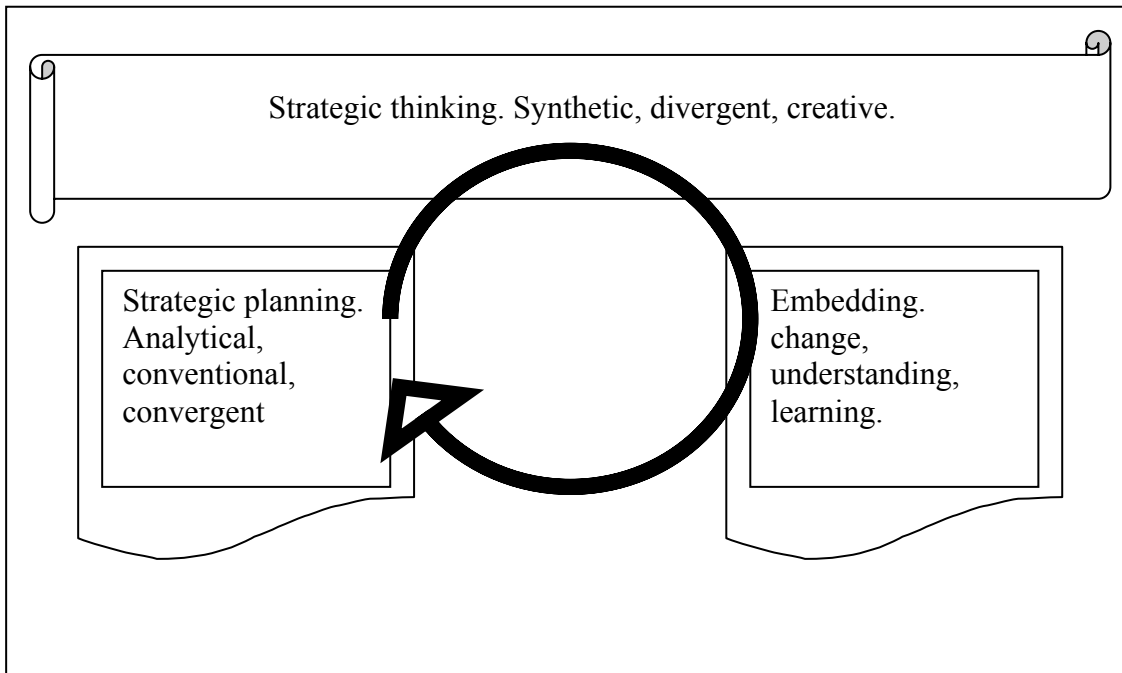 Strategic thinking. Synthetic, divergent, creative.
Strategic planning.
Analytical,
conventional,
convergent
Embedding.
change,
understanding,
learning.